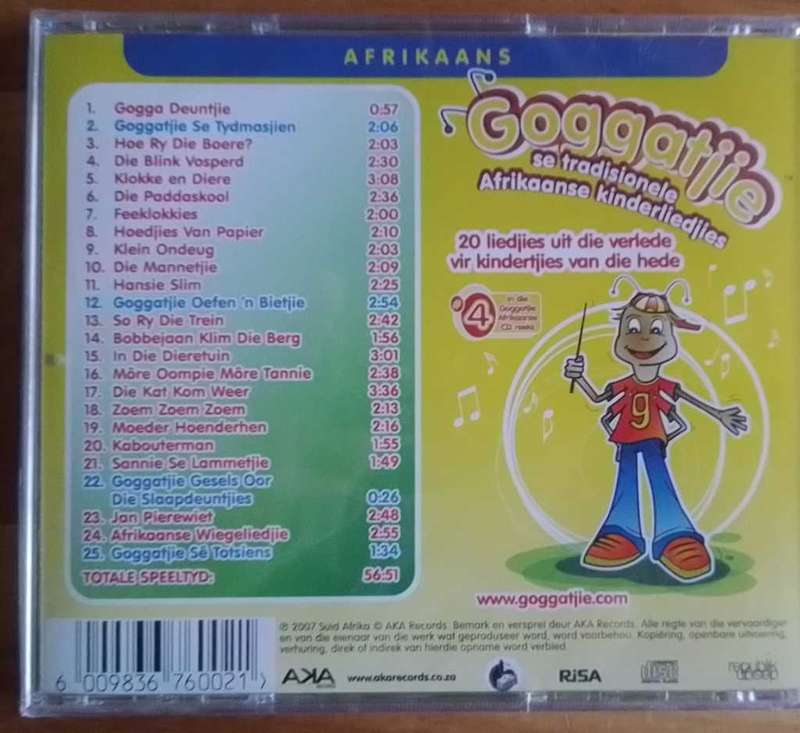 AFRIKAANS
1. Gogga Deuntjie 0:57
2. Goggatjie Se Tydmasjien 2:06
3. Hoe Ry Die Boere? 2:03
4. Die Blink Vosperd 2:30
5. Klokke en Diere 3:08
6. Die Paddaskool 2:36
7. Feeklokkies 2:00
8. Hoedjies Van Papier 2:10
9. Klein Ondeug 2:03
10. Die Mannetjie 2:09
11. Hansie Slim 2:25
12. Goggatjie Oefen 'n Bietjie 2:54
13. So Ry Die Trein 2:42
14. Bobbejaan Klim Die Berg 1:56
15. In Die Dieretuin 3:01
16. Môre Oompie Môre Tannie 2:38
17. Die Kat Kom Weer 3:36
18. Zoem Zoem Zoem 2:13
19. Moeder Hoenderhen 2:16
20. Kabouterman 1:55
21. Sannie Se Lammetjie 1:49
22. Goggatjie Gesels Oor
Die Slaapdeuntjies 0:26
23. Jan Pierewiet 2:48
24. Afrikaanse Wiegeliedjie 2:55
25. Goggatjie Sê Totsiens 1:34
TOTALE SPEELTYD: 56:51
Goggatjie
se tradisionele
Afrikaanse kinderliedjies
20 liedjies uit die verlede
vir kindertjies van die hede
#4
in die
Goggatjie
Afrikaanse
CD reeks
g
www.goggatjie.com
℗ 2007 Suid Afrika © AKA Records. Bemark en versprei deur AKA Records. Alle regte van die vervaardiger
en van die eienaar van die werk wat geproduseer word, word voorbehou. Kopiëring, openbare uitvoering,
verhuring, direk of indirek van hierdie opname word verbied.
6 009836 760021 >
AKA
www.akarecords.co.za
RiSA
republik